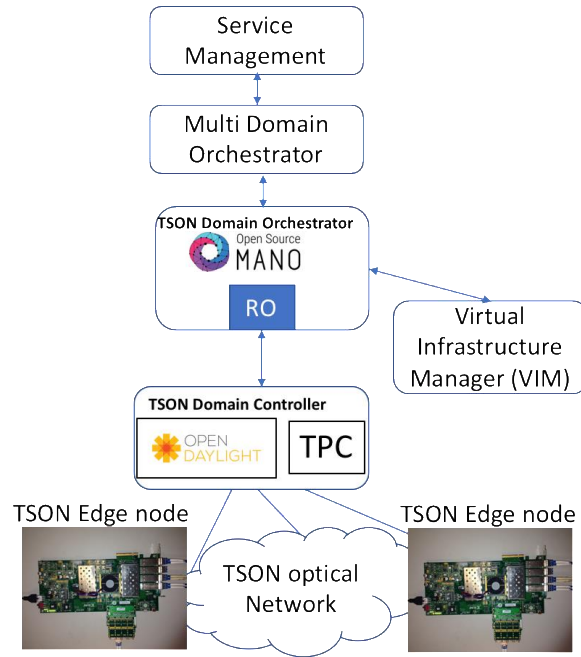 Service
Management
Multi Domain
Orchestrator
TSON Domain Orchestrator
Open Source
MANO
RO
Virtual
Infrastructure
Manager (VIM)
TSON Domain Controller
OPEN
DAYLIGHT
TPC
TSON Edge node
TSON Edge node
TSON optical
Network